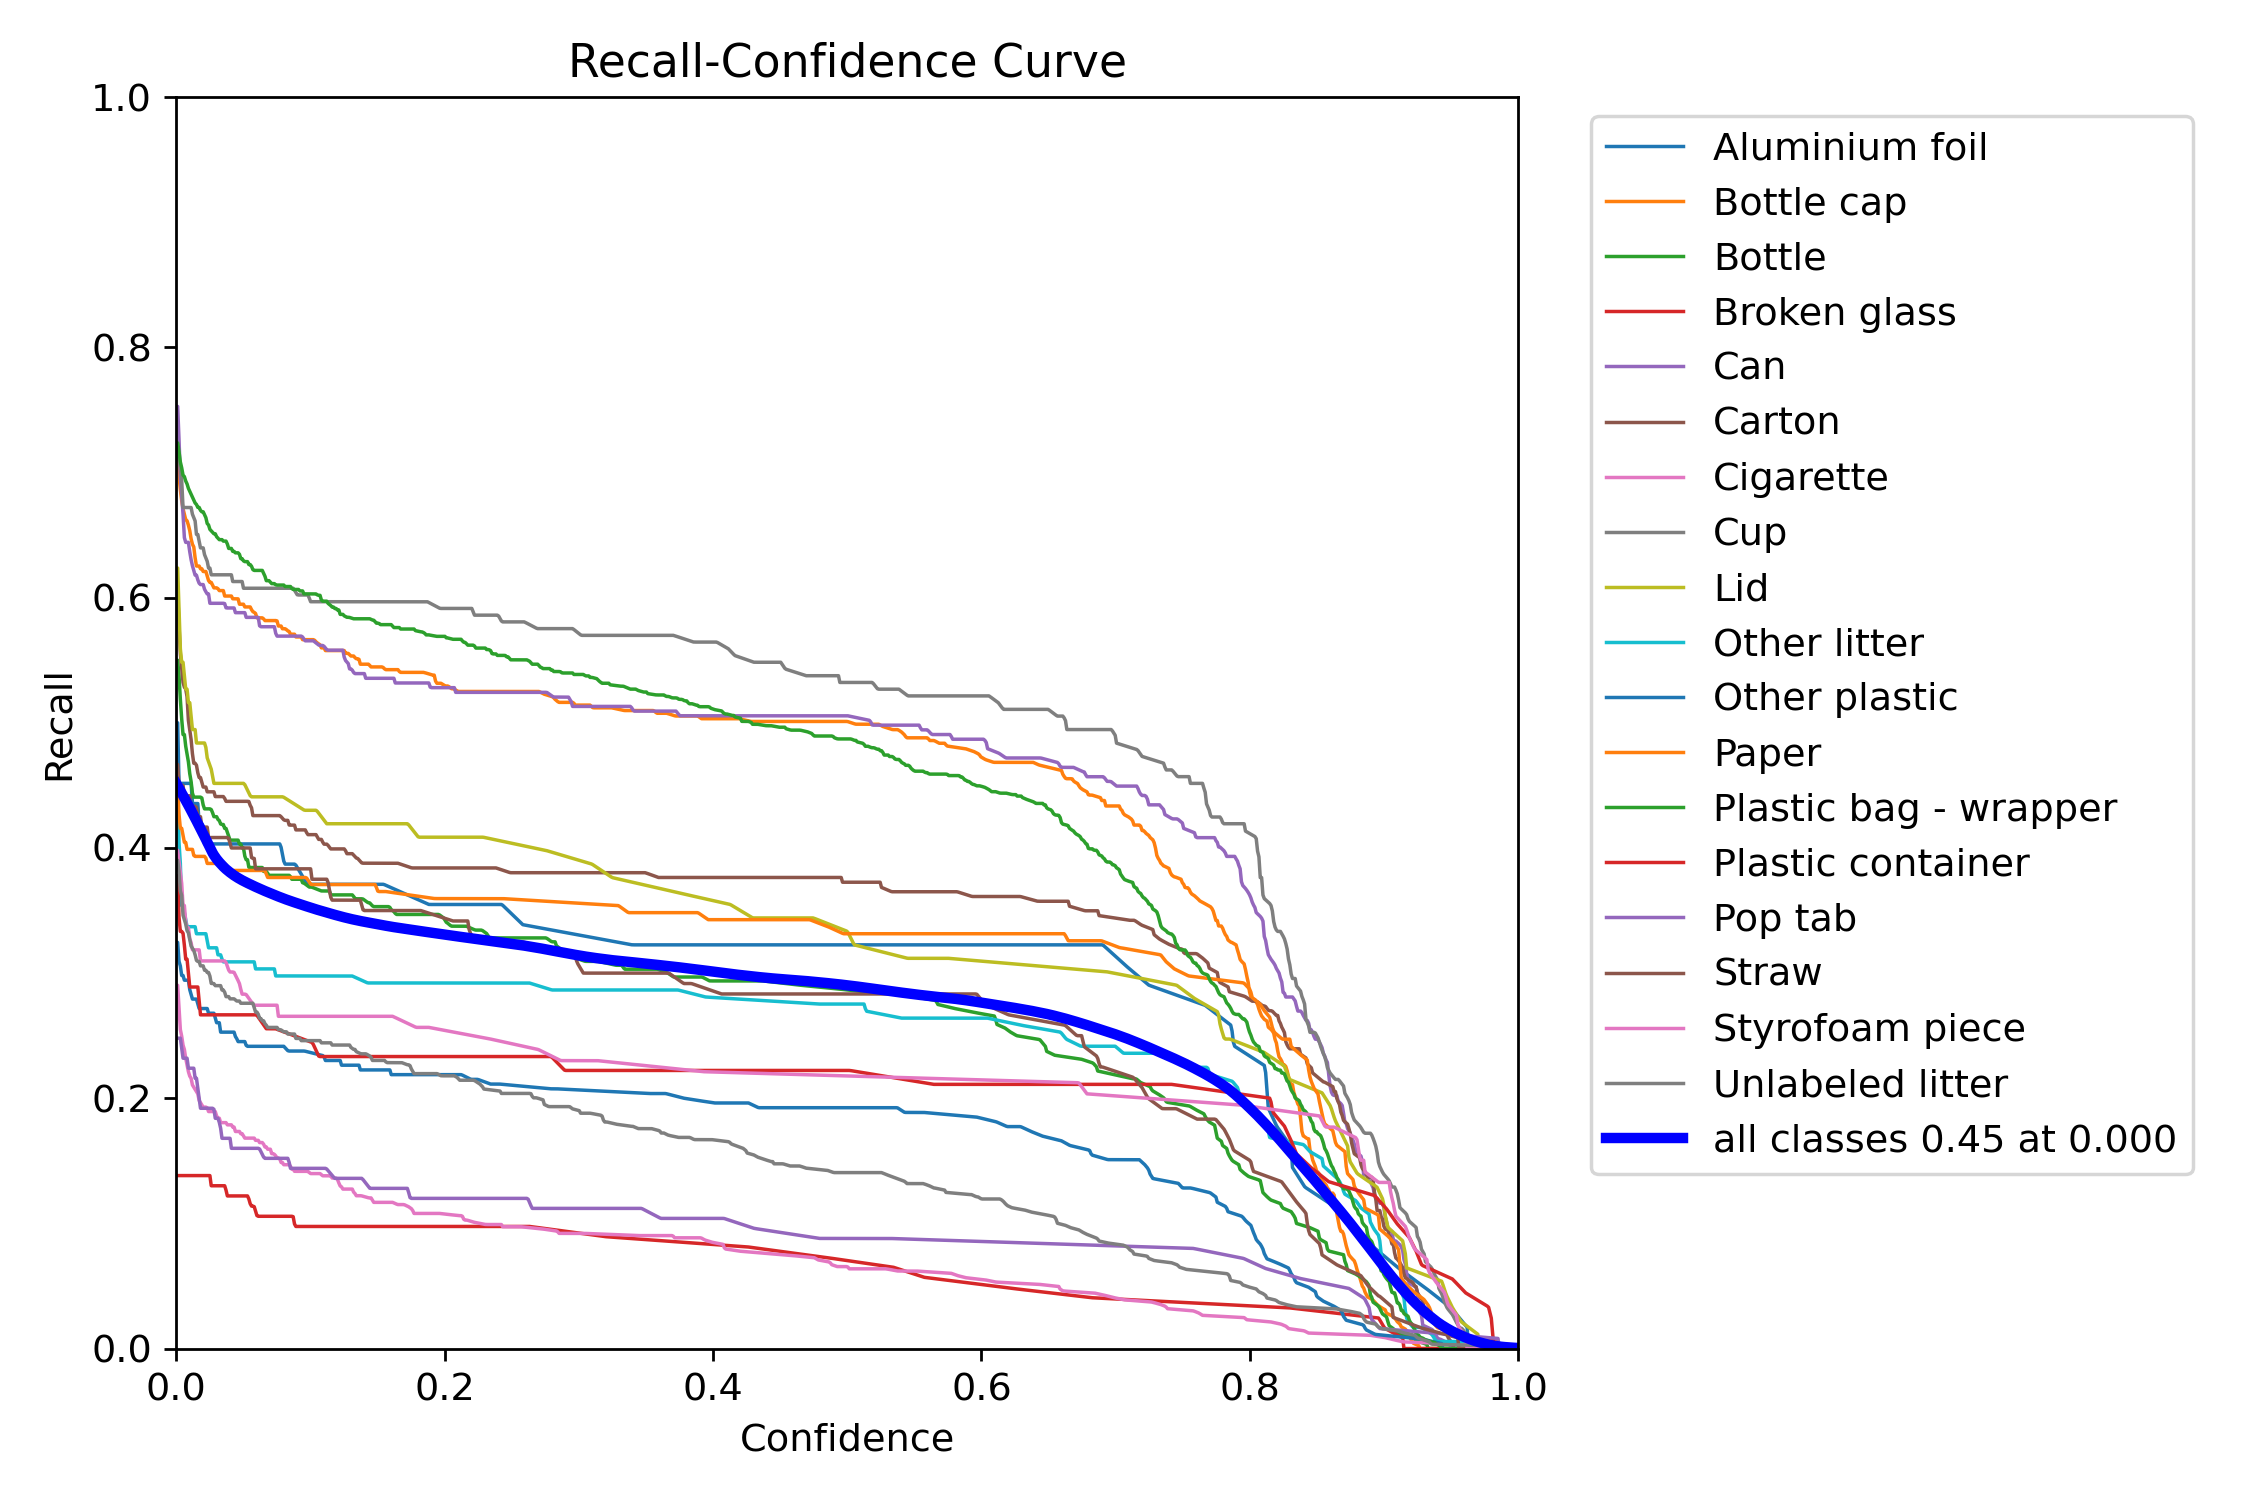 Recall-Confidence Curve
1.0
0.8
0.6
0.4
0.2
0.0
Recall
0.0 0.2 0.4 0.6 0.8 1.0
Confidence
Aluminium foil
Bottle cap
Bottle
Broken glass
Can
Carton
Cigarette
Cup
Lid
Other litter
Other plastic
Paper
Plastic bag - wrapper
Plastic container
Pop tab
Straw
Styrofoam piece
Unlabeled litter
all classes 0.45 at 0.000